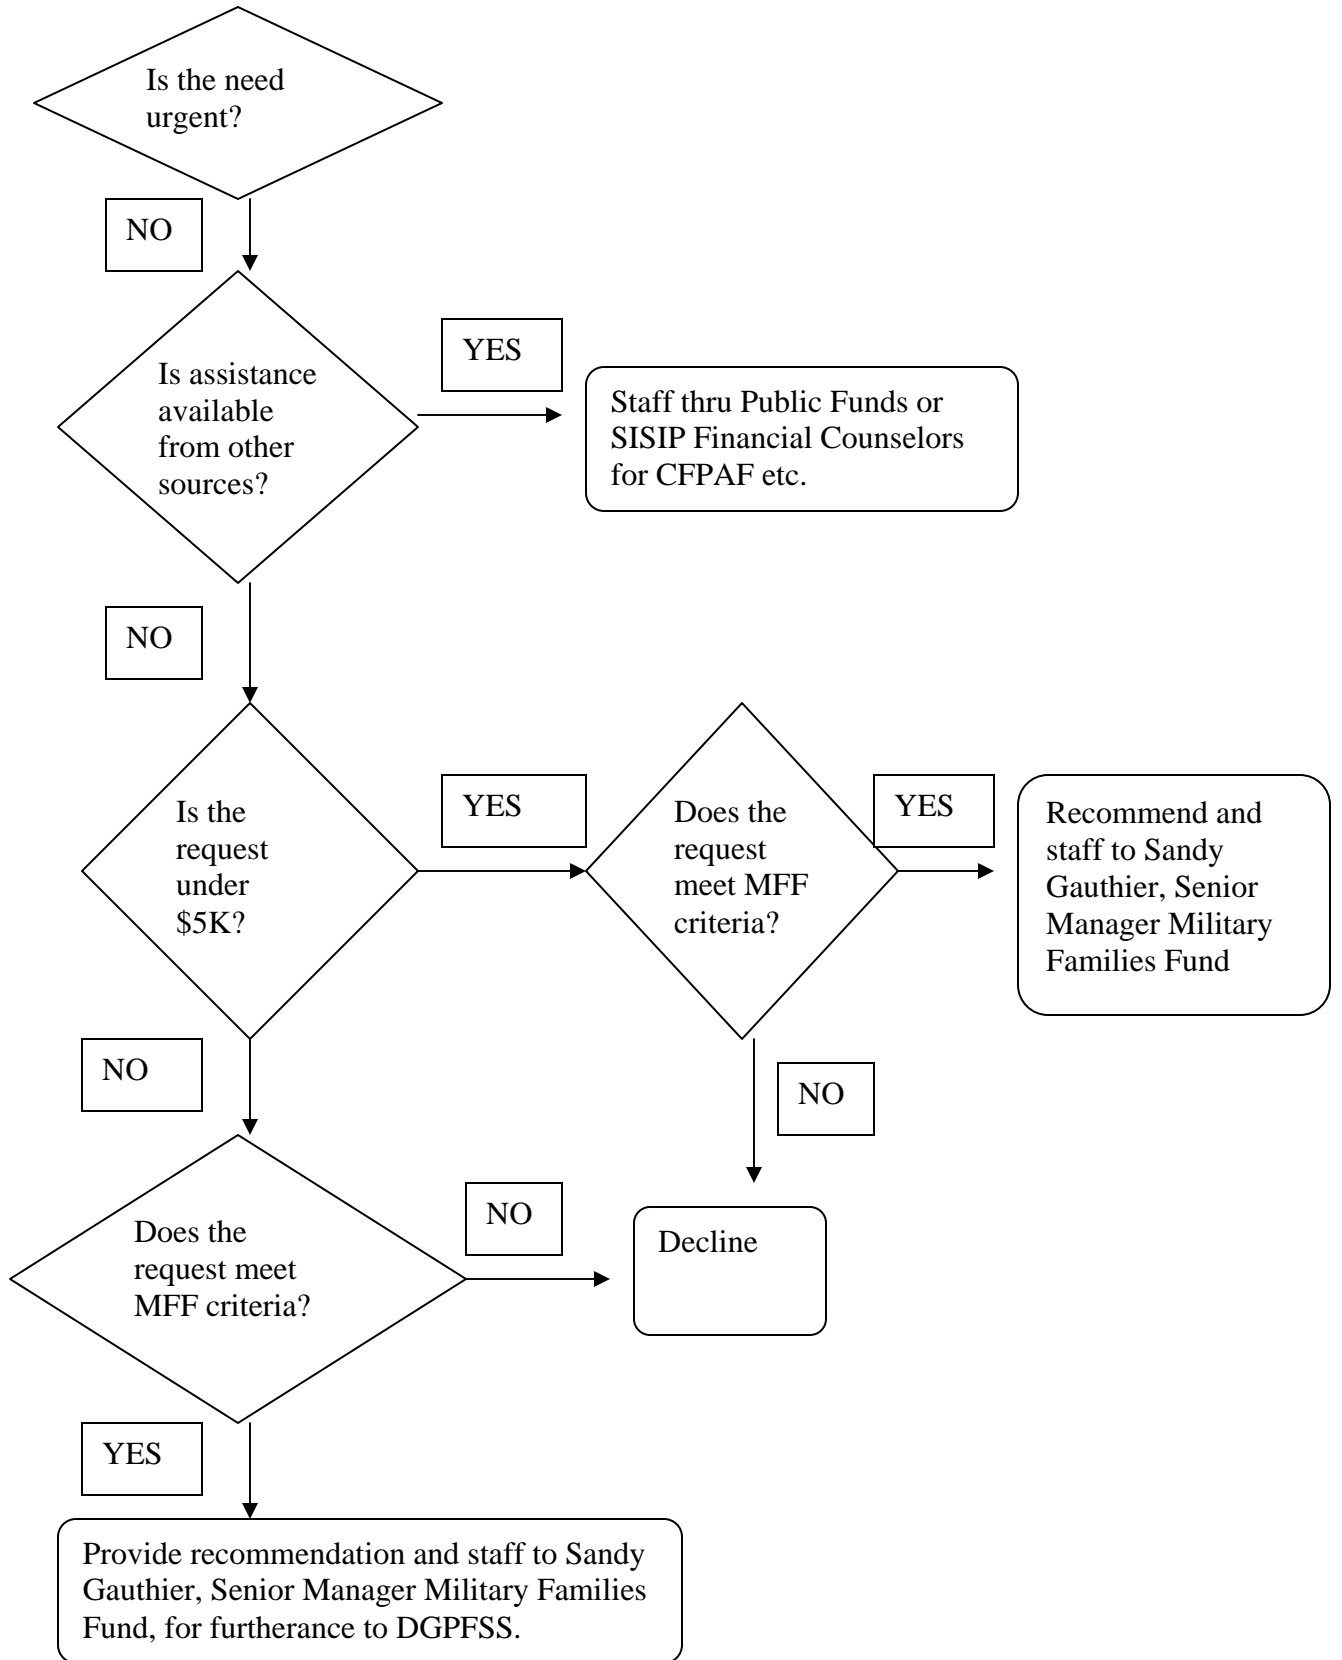 Is the need
urgent?
NO
Is assistance
available
from other
sources?
YES
Staff thru Public Funds or
SISIP Financial Counselors
for CFPAF etc.
NO
Is the
request
under
$5K?
YES
Does the
request
meet MFF
criteria?
YES
Recommend and
staff to Sandy
Gauthier, Senior
Manager Military
Families Fund
NO
NO
Does the
request meet
MFF criteria?
NO
Decline
YES
Provide recommendation and staff to Sandy
Gauthier, Senior Manager Military Families
Fund, for furtherance to DGPFSS.